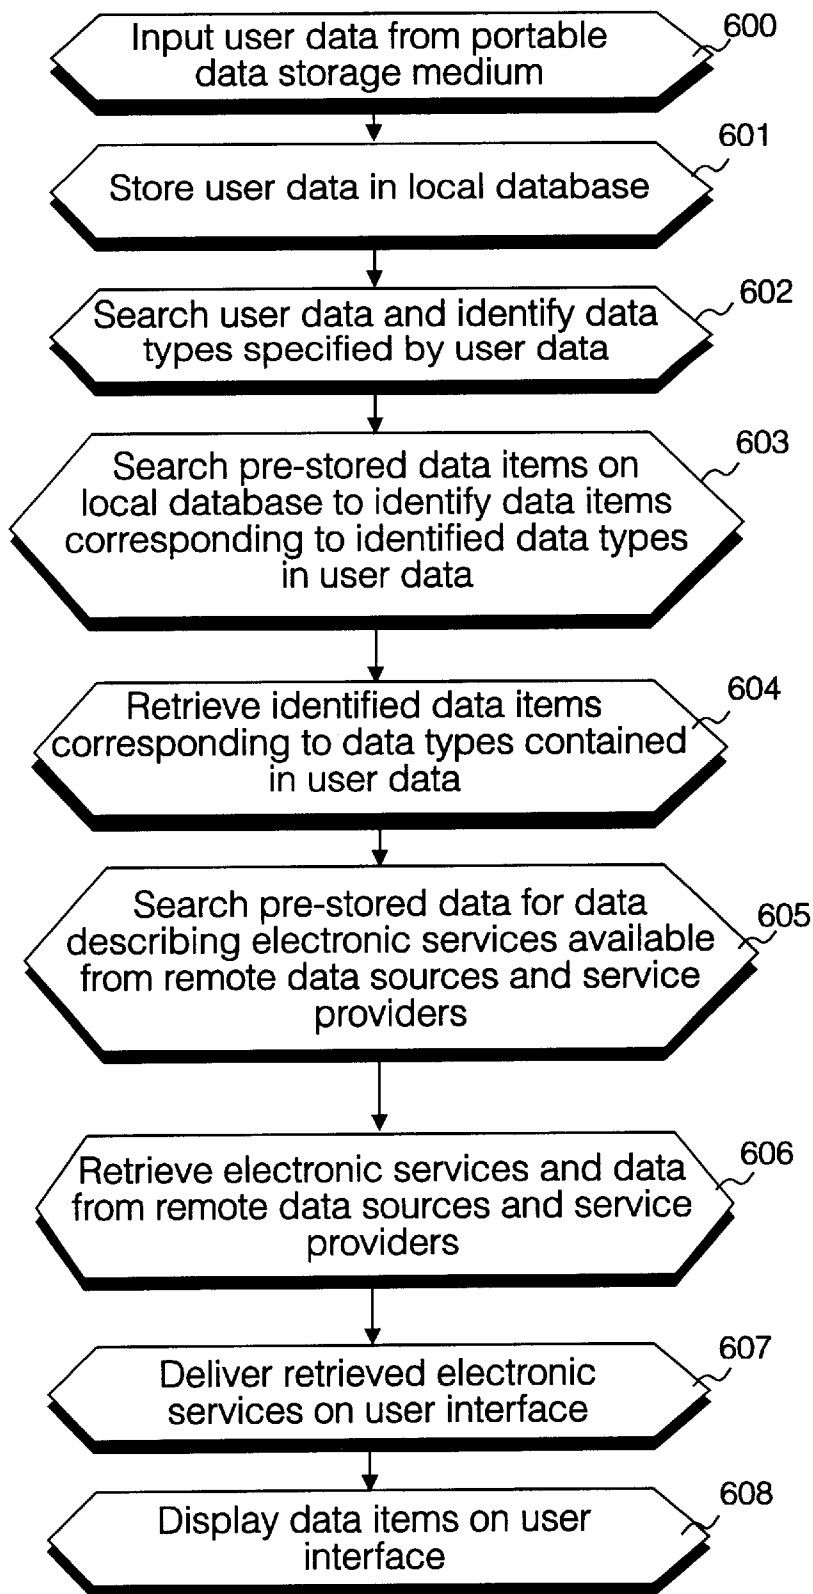 Input user data from portable
data storage medium
600
601
Store user data in local database
602
Search user data and identify data
types specified by user data
603
Search pre-stored data items on
local database to identify data items
corresponding to identified data types
in user data
604
Retrieve identified data items
corresponding to data types contained
in user data
605
Search pre-stored data for data
describing electronic services available
from remote data sources and service
providers
606
Retrieve electronic services and data
from remote data sources and service
providers
607
Deliver retrieved electronic
services on user interface
608
Display data items on user
interface